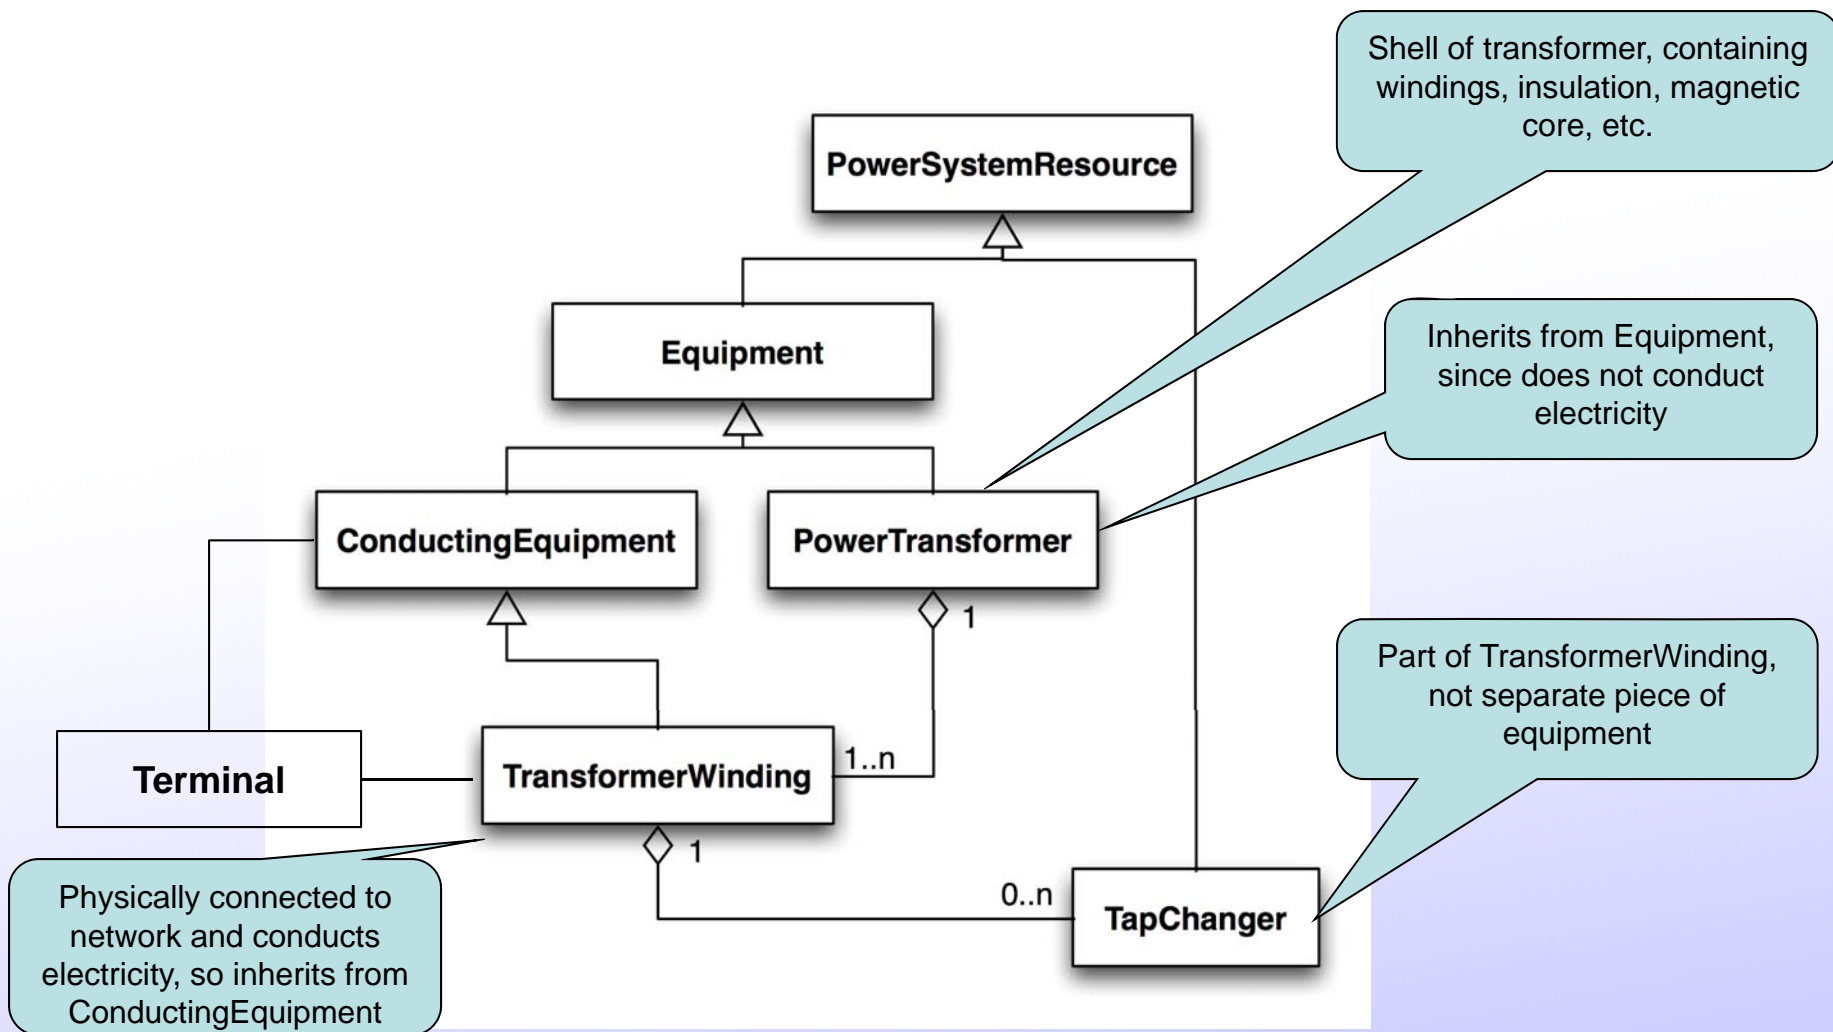 Shell of transformer, containing
windings, insulation, magnetic
core, etc.
PowerSystemResource
Equipment
Inherits from Equipment,
since does not conduct
electricity
ConductingEquipment
PowerTransformer
1
Part of TransformerWinding,
not separate piece of
equipment
Terminal
TransformerWinding
1..n
1
0..n
TapChanger
Physically connected to
network and conducts
electricity, so inherits from
ConductingEquipment